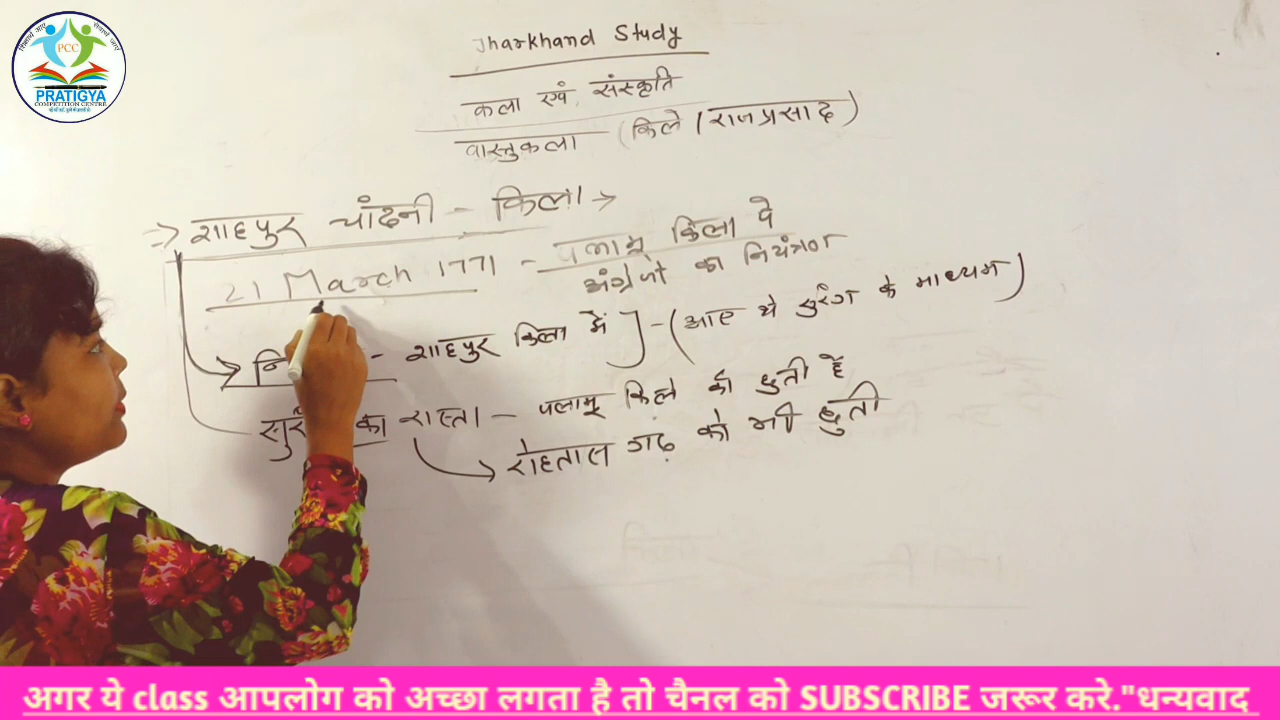 PCC
PRATIGYA
COMPETITION CENTRE
Jharkhand Study
कला एवं संस्कृति
वास्तुकला (किले / राजप्रसाद)
→ शाहपुर चांदनी - किला →
21 March 1771 - पलामू किला पे
अंग्रेजो का नियंत्रण
- शाहपुर किला में ] - (आए थे सुरंग के माध्यम)
का रास्ता - पलामू किले को छुती हैं
→ रोहतास गढ़ को भी छुती
अगर ये class आपलोग को अच्छा लगता है तो चैनल को SUBSCRIBE जरूर करे."धन्यवाद